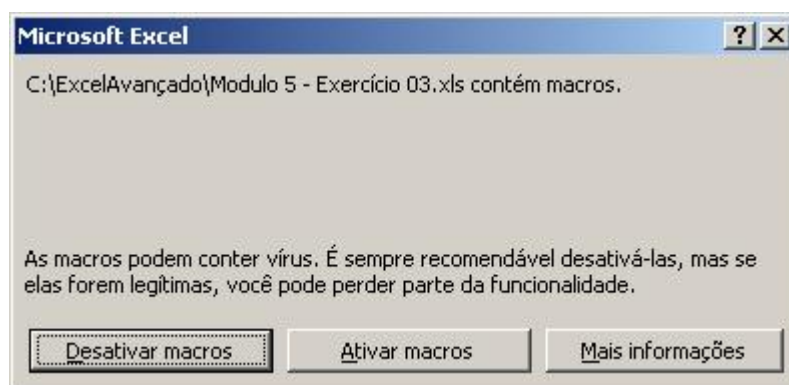 Microsoft Excel
C:\ExcelAvançado\Modulo 5 - Exercício 03.xls contém macros.
As macros podem conter vírus. É sempre recomendável desativá-las, mas se
elas forem legítimas, você pode perder parte da funcionalidade.
Desativar macros Ativar macros Mais informações